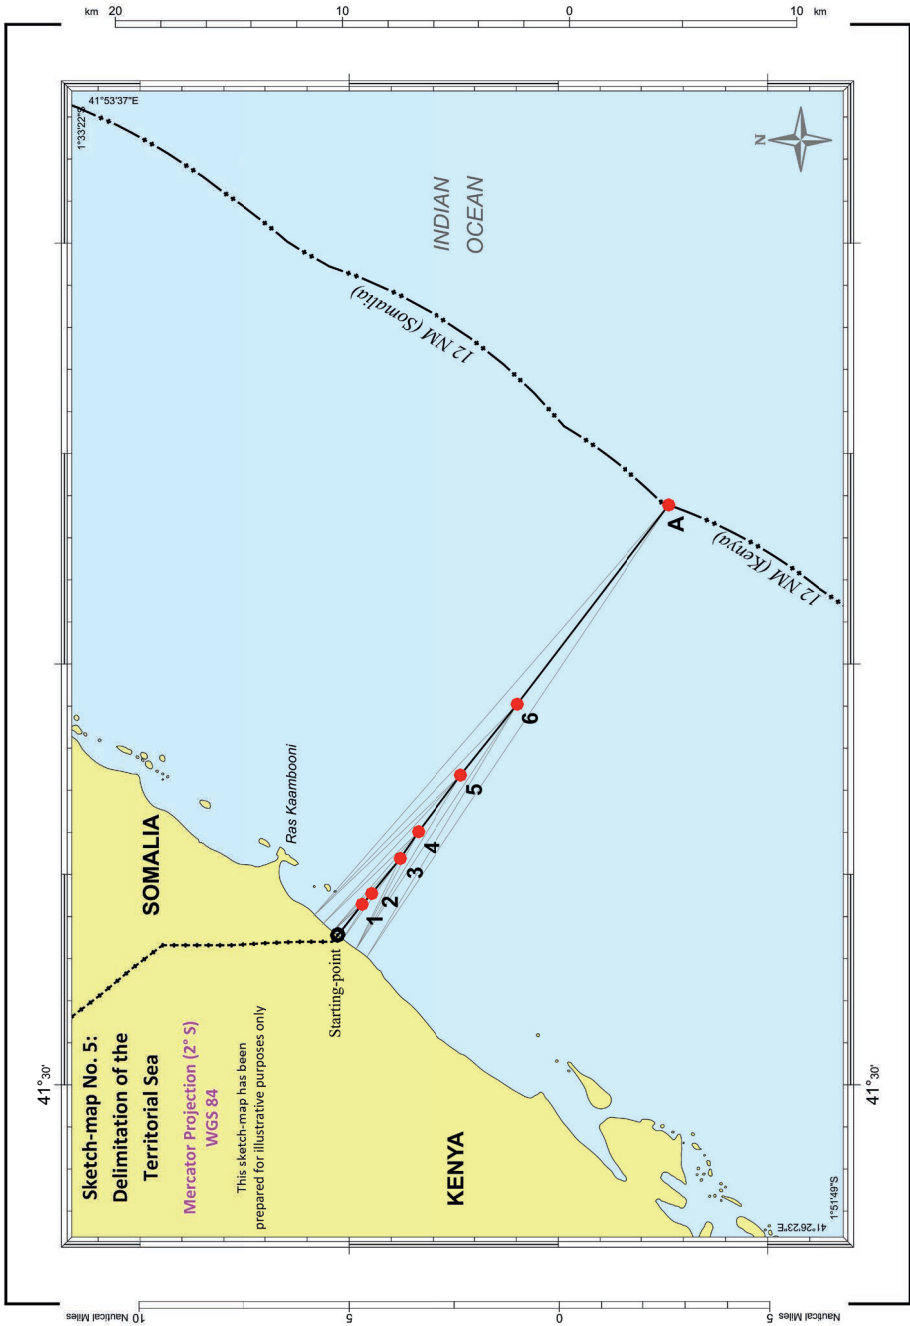 Sketch-map No. 5:
Delimitation of the
Territorial Sea
Mercator Projection (2° S)
WGS 84
This sketch-map has been
prepared for illustrative purposes only
SOMALIA
KENYA
Ras Kaambooni
Starting-point
1
2
3
4
5
6
A
12 NM (Somalia)
12 NM (Kenya)
INDIAN
OCEAN
N
41°53'37"E
1°33'22"S
41°26'23"E
1°51'49"S
41°30'
41°30'
km 20 10 0 10 km
Nautical Miles 10 5 0 5 Nautical Miles